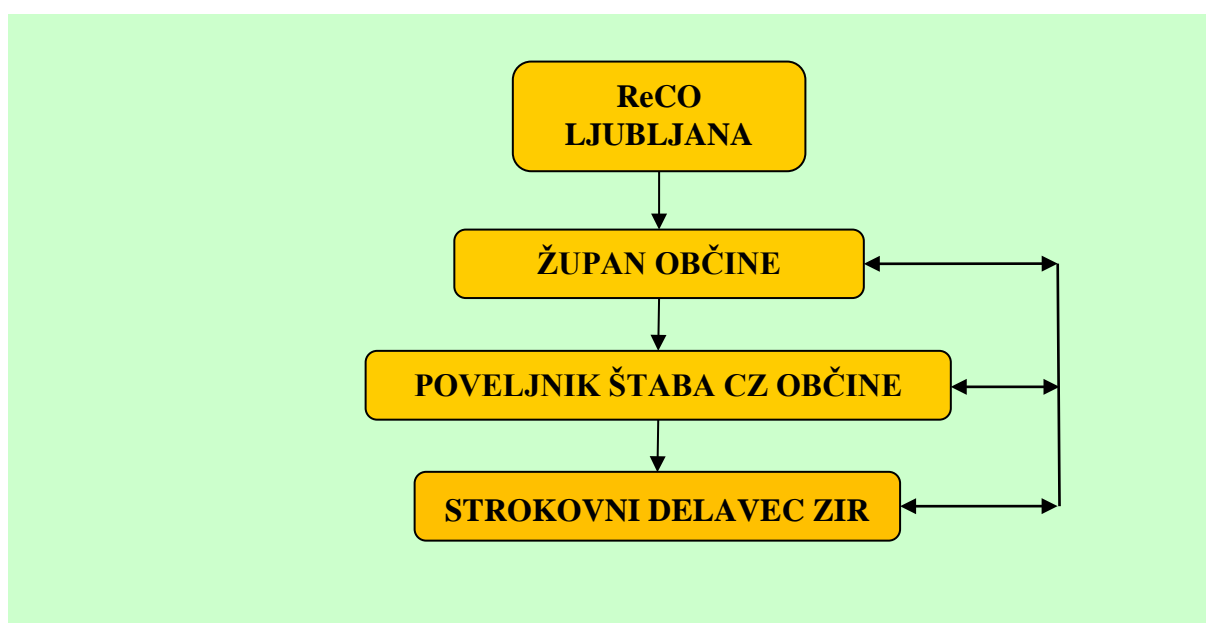 ReCO
LJUBLJANA
ŽUPAN OBČINE
POVELJNIK ŠTABA CZ OBČINE
STROKOVNI DELAVEC ZIR